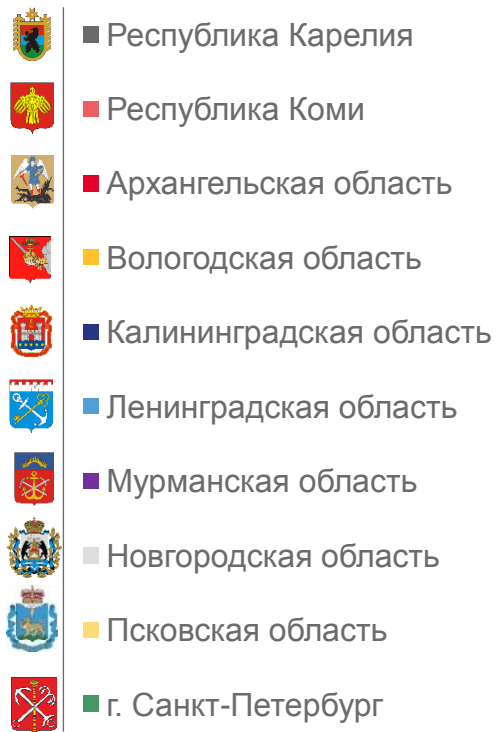 Республика Карелия
Республика Коми
Архангельская область
Вологодская область
Калининградская область
Ленинградская область
Мурманская область
Новгородская область
Псковская область
г. Санкт-Петербург